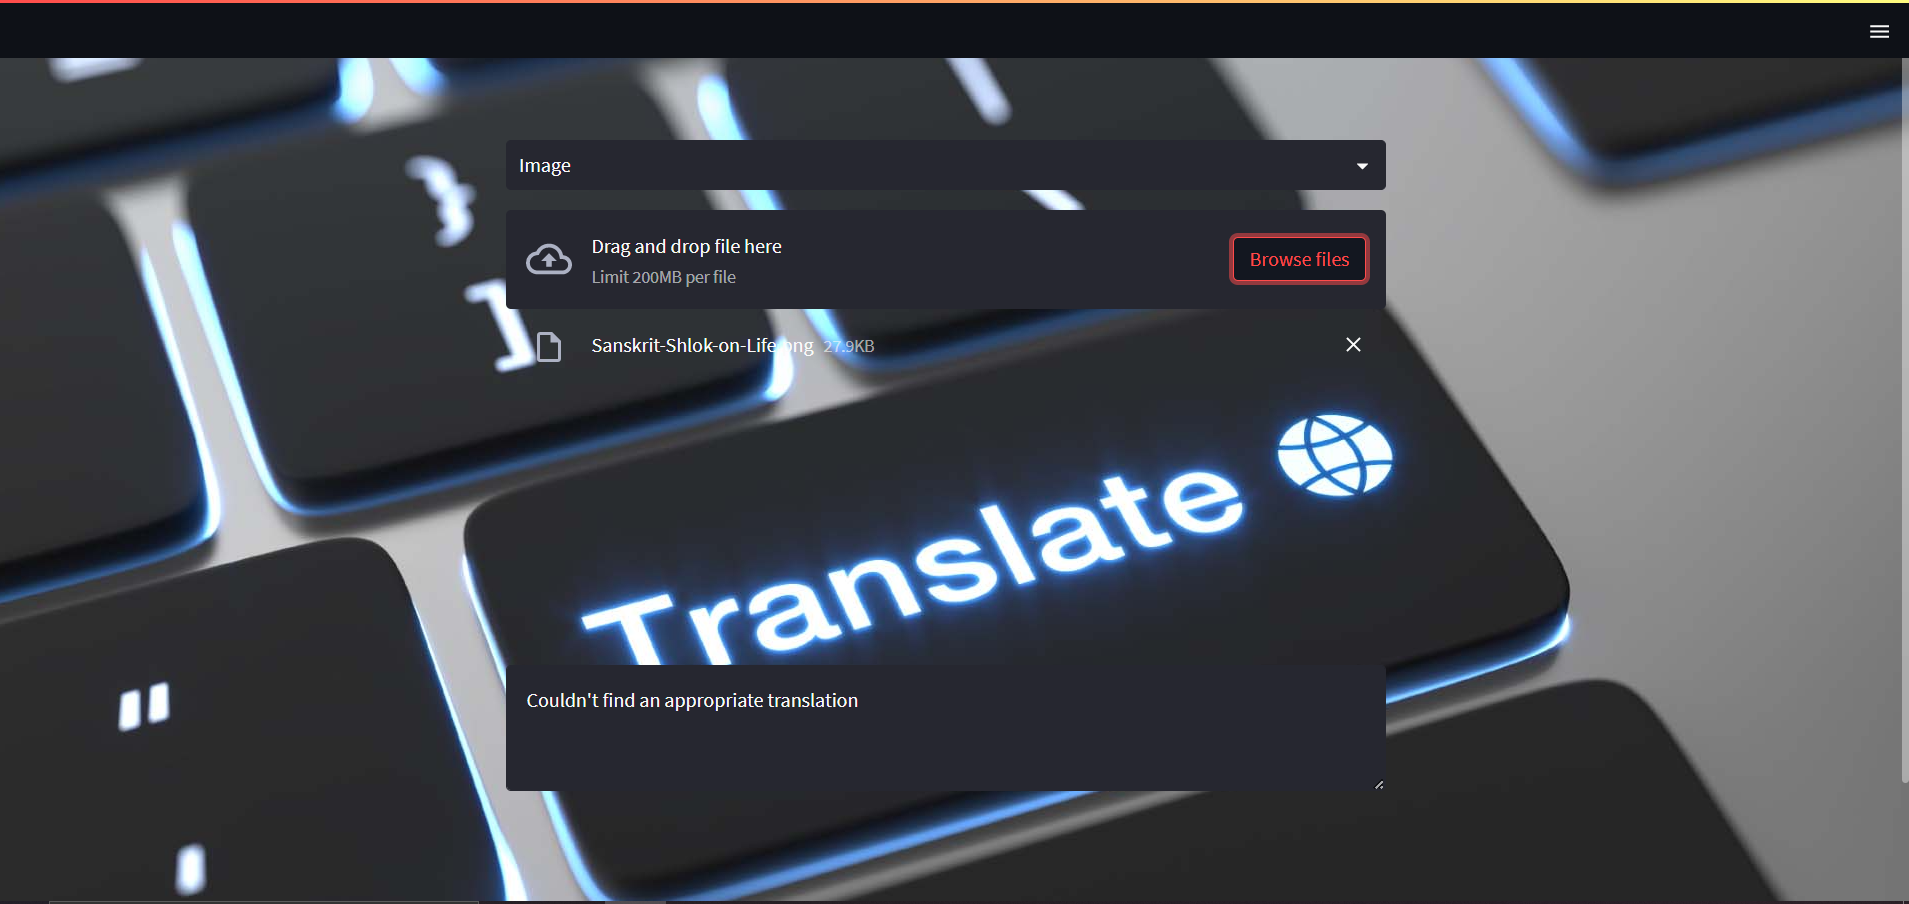 Image
Drag and drop file here
Limit 200MB per file
Browse files
Sanskrit-Shlok-on-Life.png 27.9KB
Translate
Couldn't find an appropriate translation